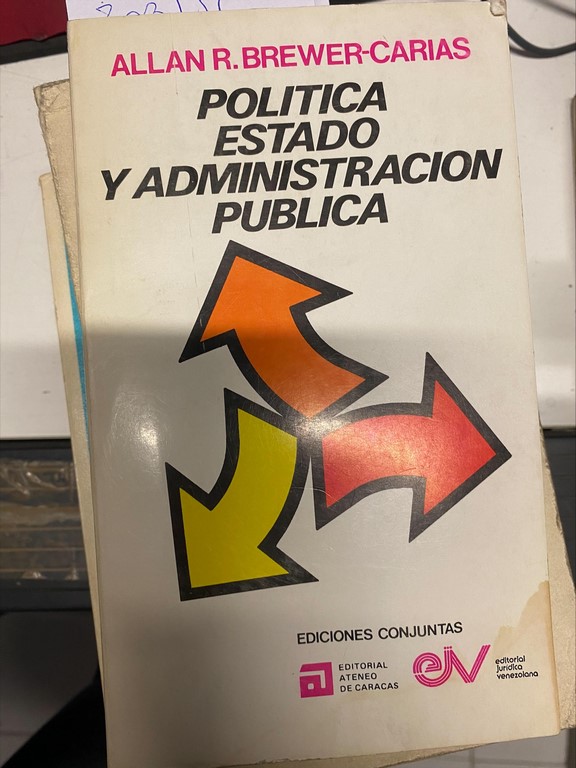 ALLAN R. BREWER-CARIAS
POLITICA
ESTADO
Y ADMINISTRACION
PUBLICA
EDICIONES CONJUNTAS
EDITORIAL
ATENEO
DE CARACAS
ejv
editorial
jurídica
venezolana